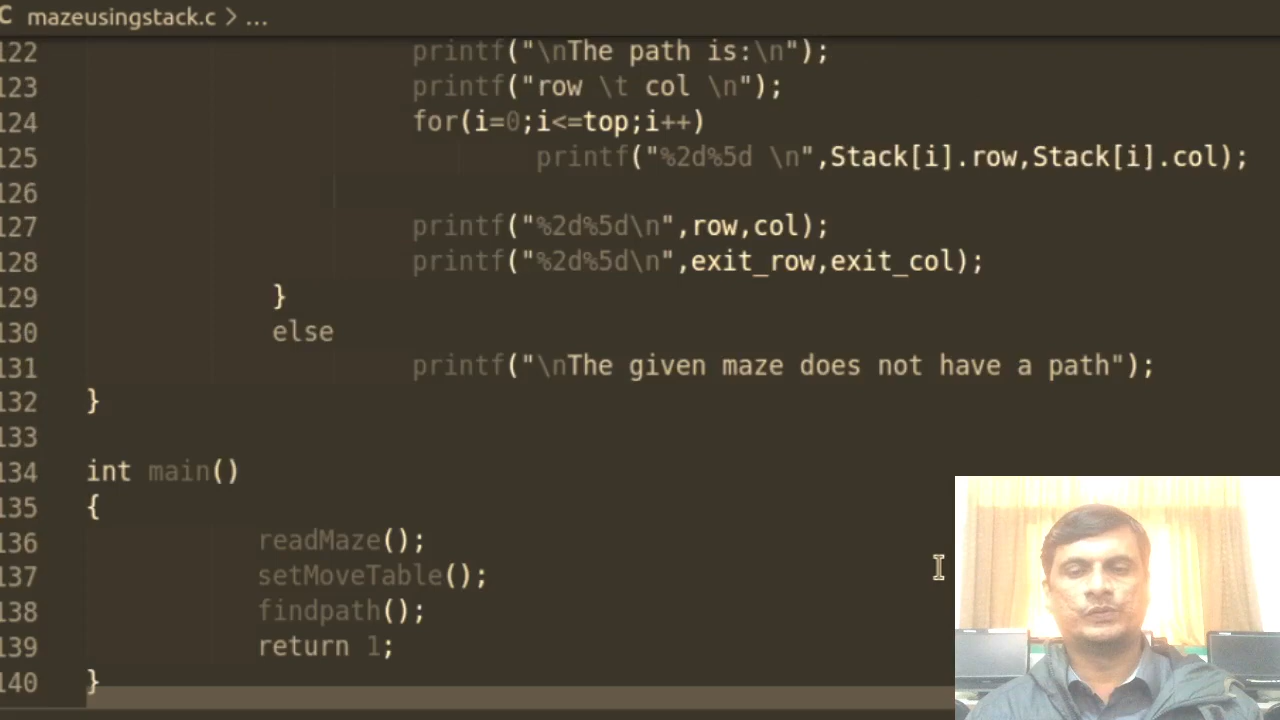 C mazeusingstack.c > ...
122 printf("\nThe path is:\n");
123 printf("row \t col \n");
124 for(i=0;i<=top;i++)
125 printf("%2d%5d \n",Stack[i].row,Stack[i].col);
126
127 printf("%2d%5d\n",row,col);
128 printf("%2d%5d\n",exit_row,exit_col);
129 }
130 else
131 printf("\nThe given maze does not have a path");
132 }
133
134 int main()
135 {
136 readMaze();
137 setMoveTable();
138 findpath();
139 return 1;
140 }